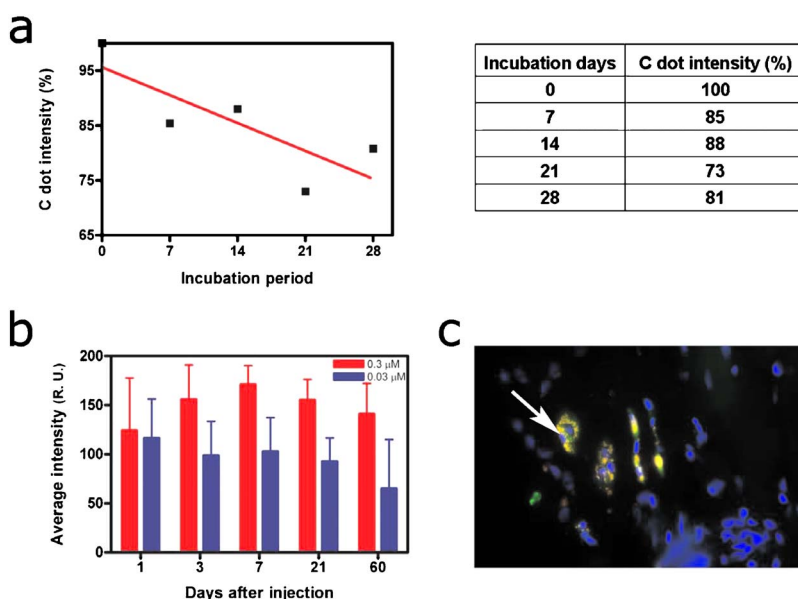 a
C dot intensity (%)
95
85
75
65
0 7 14 21 28
Incubation period
Incubation days C dot intensity (%)
0 100
7 85
14 88
21 73
28 81
b
Average intensity (R. U.)
200
150
100
50
0
0.3 µM
0.03 µM
1 3 7 21 60
Days after injection
c